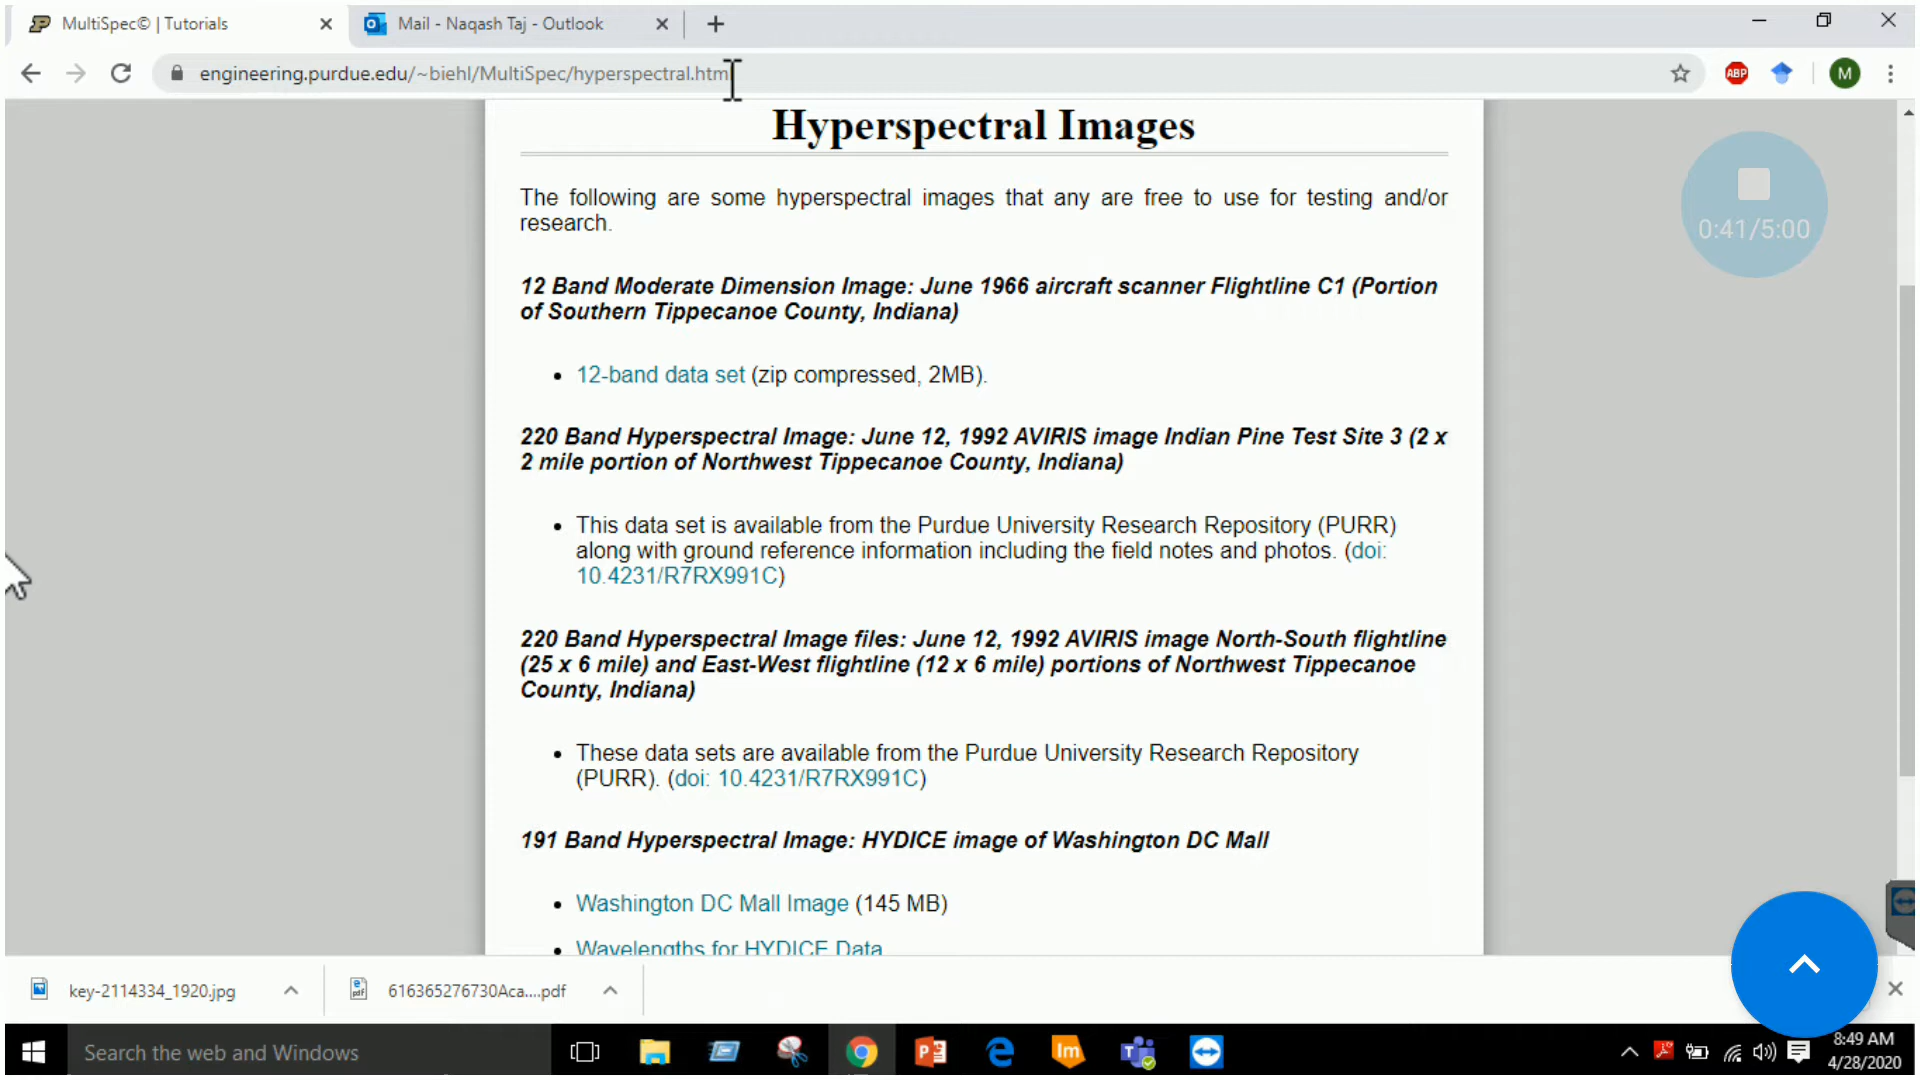 MultiSpec© | Tutorials
Mail - Naqash Taj - Outlook
engineering.purdue.edu/~biehl/MultiSpec/hyperspectral.htm
ABP
M
Hyperspectral Images
0:41/5:00
The following are some hyperspectral images that any are free to use for testing and/or
research.
12 Band Moderate Dimension Image: June 1966 aircraft scanner Flightline C1 (Portion
of Southern Tippecanoe County, Indiana)
• 12-band data set (zip compressed, 2MB).
220 Band Hyperspectral Image: June 12, 1992 AVIRIS image Indian Pine Test Site 3 (2 x
2 mile portion of Northwest Tippecanoe County, Indiana)
• This data set is available from the Purdue University Research Repository (PURR)
along with ground reference information including the field notes and photos. (doi:
10.4231/R7RX991C)
220 Band Hyperspectral Image files: June 12, 1992 AVIRIS image North-South flightline
(25 x 6 mile) and East-West flightline (12 x 6 mile) portions of Northwest Tippecanoe
County, Indiana)
• These data sets are available from the Purdue University Research Repository
(PURR). (doi: 10.4231/R7RX991C)
191 Band Hyperspectral Image: HYDICE image of Washington DC Mall
• Washington DC Mall Image (145 MB)
• Wavelengths for HYDICE Data
key-2114334_1920.jpg
616365276730Aca....pdf
Search the web and Windows
Im
8:49 AM
4/28/2020